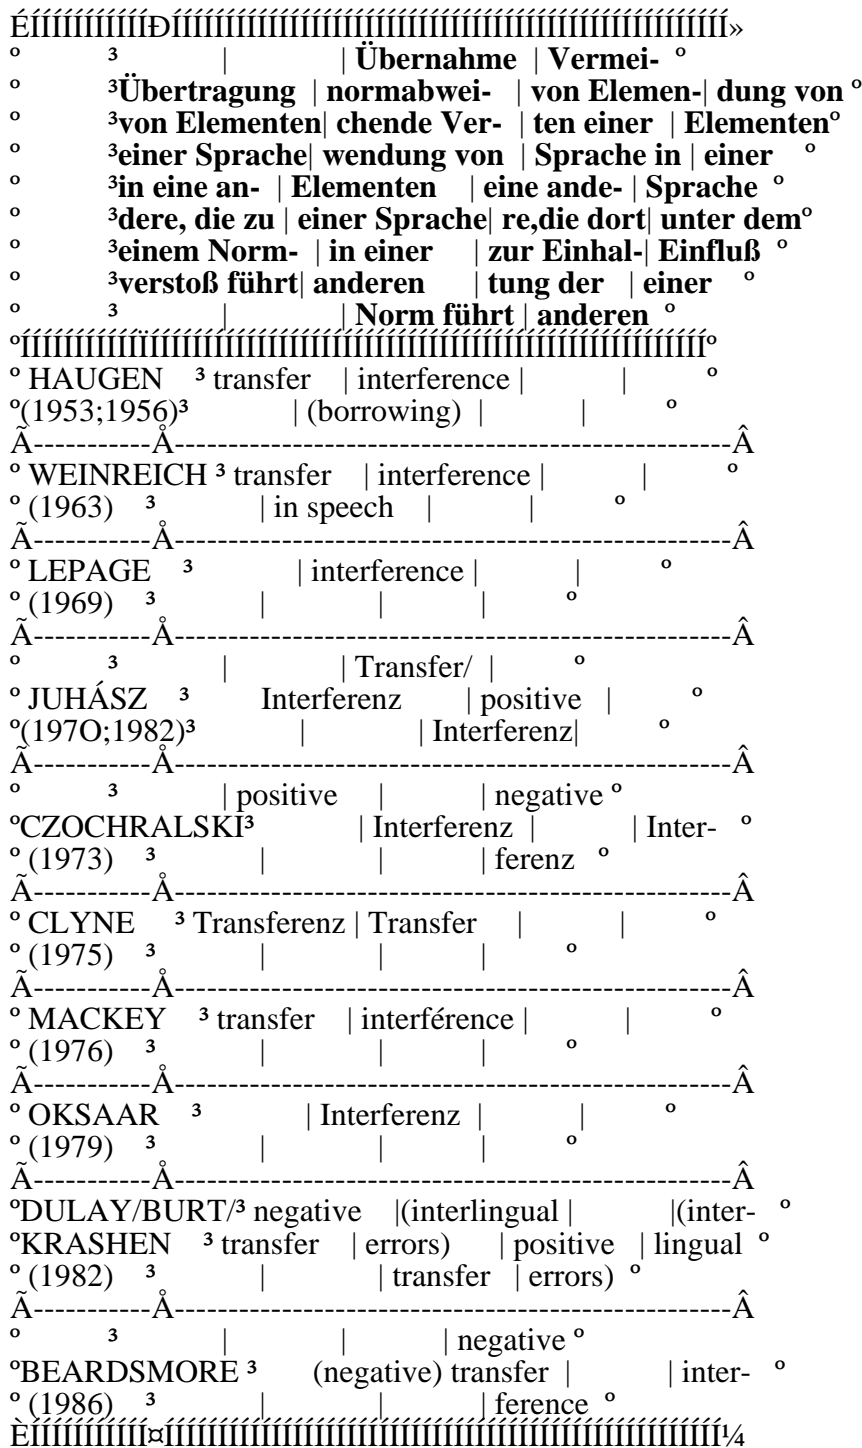 ÉÍÍÍÍÍÍÍÍÍÍÍÐÍÍÍÍÍÍÍÍÍÍÍÍÍÍÍÍÍÍÍÍÍÍÍÍÍÍÍÍÍÍÍÍÍÍÍÍÍÍÍÍÍÍÍÍÍÍÍ»
º ³ | | Übernahme | Vermei- º
º ³Übertragung | normabwei- | von Elemen-| dung von º
º ³von Elementen| chende Ver- | ten einer | Elementenº
º ³einer Sprache| wendung von | Sprache in | einer º
º ³in eine an- | Elementen | eine ande- | Sprache º
º ³dere, die zu | einer Sprache| re,die dort| unter demº
º ³einem Norm- | in einer | zur Einhal-| Einfluß º
º ³verstoß führt| anderen | tung der | einer º
º ³ | | Norm führt | anderen º
ºÍÍÍÍÍÍÍÍÍÍÍÏÍÍÍÍÍÍÍÍÍÍÍÍÍÍÍÍÍÍÍÍÍÍÍÍÍÍÍÍÍÍÍÍÍÍÍÍÍÍÍÍÍÍÍÍÍÍÍº
º HAUGEN ³ transfer | interference | | º
º(1953;1956)³ | (borrowing) | | º
Ã-----------Å-------------------------------------------------------Â
º WEINREICH ³ transfer | interference | | º
º (1963) ³ | in speech | | º
Ã-----------Å-------------------------------------------------------Â
º LEPAGE ³ | interference | | º
º (1969) ³ | | | º
Ã-----------Å-------------------------------------------------------Â
º ³ | | Transfer/ | º
º JUHÁSZ ³ Interferenz | positive | º
º(197O;1982)³ | | Interferenz| º
Ã-----------Å-------------------------------------------------------Â
º ³ | positive | | negative º
ºCZOCHRALSKI³ | Interferenz | | Inter- º
º (1973) ³ | | | ferenz º
Ã-----------Å-------------------------------------------------------Â
º CLYNE ³ Transferenz | Transfer | | º
º (1975) ³ | | | º
Ã-----------Å-------------------------------------------------------Â
º MACKEY ³ transfer | interférence | | º
º (1976) ³ | | | º
Ã-----------Å-------------------------------------------------------Â
º OKSAAR ³ | Interferenz | | º
º (1979) ³ | | | º
Ã-----------Å-------------------------------------------------------Â
ºDULAY/BURT/³ negative |(interlingual | |(inter- º
ºKRASHEN ³ transfer | errors) | positive | lingual º
º (1982) ³ | | transfer | errors) º
Ã-----------Å-------------------------------------------------------Â
º ³ | | | negative º
ºBEARDSMORE ³ (negative) transfer | | inter- º
º (1986) ³ | | | ference º
ÈÍÍÍÍÍÍÍÍÍÍÍ¤ÍÍÍÍÍÍÍÍÍÍÍÍÍÍÍÍÍÍÍÍÍÍÍÍÍÍÍÍÍÍÍÍÍÍÍÍÍÍÍÍÍÍÍÍÍÍÍ¼